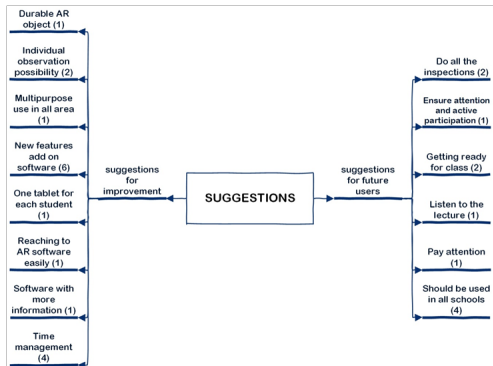 Durable AR
object (1)
Individual
observation
possibility (2)
Multipurpose
use in all area
(1)
New features
add on
software (6)
One tablet for
each student
(1)
Reaching to
AR software
easily (1)
Software with
more
information (1)
Time
management
(4)
suggestions
for
improvement
SUGGESTIONS
suggestions
for future
users
Do all the
inspections (2)
Ensure attention
and active
participation (1)
Getting ready
for class (2)
Listen to the
lecture (1)
Pay attention
(1)
Should be used
in all schools
(4)